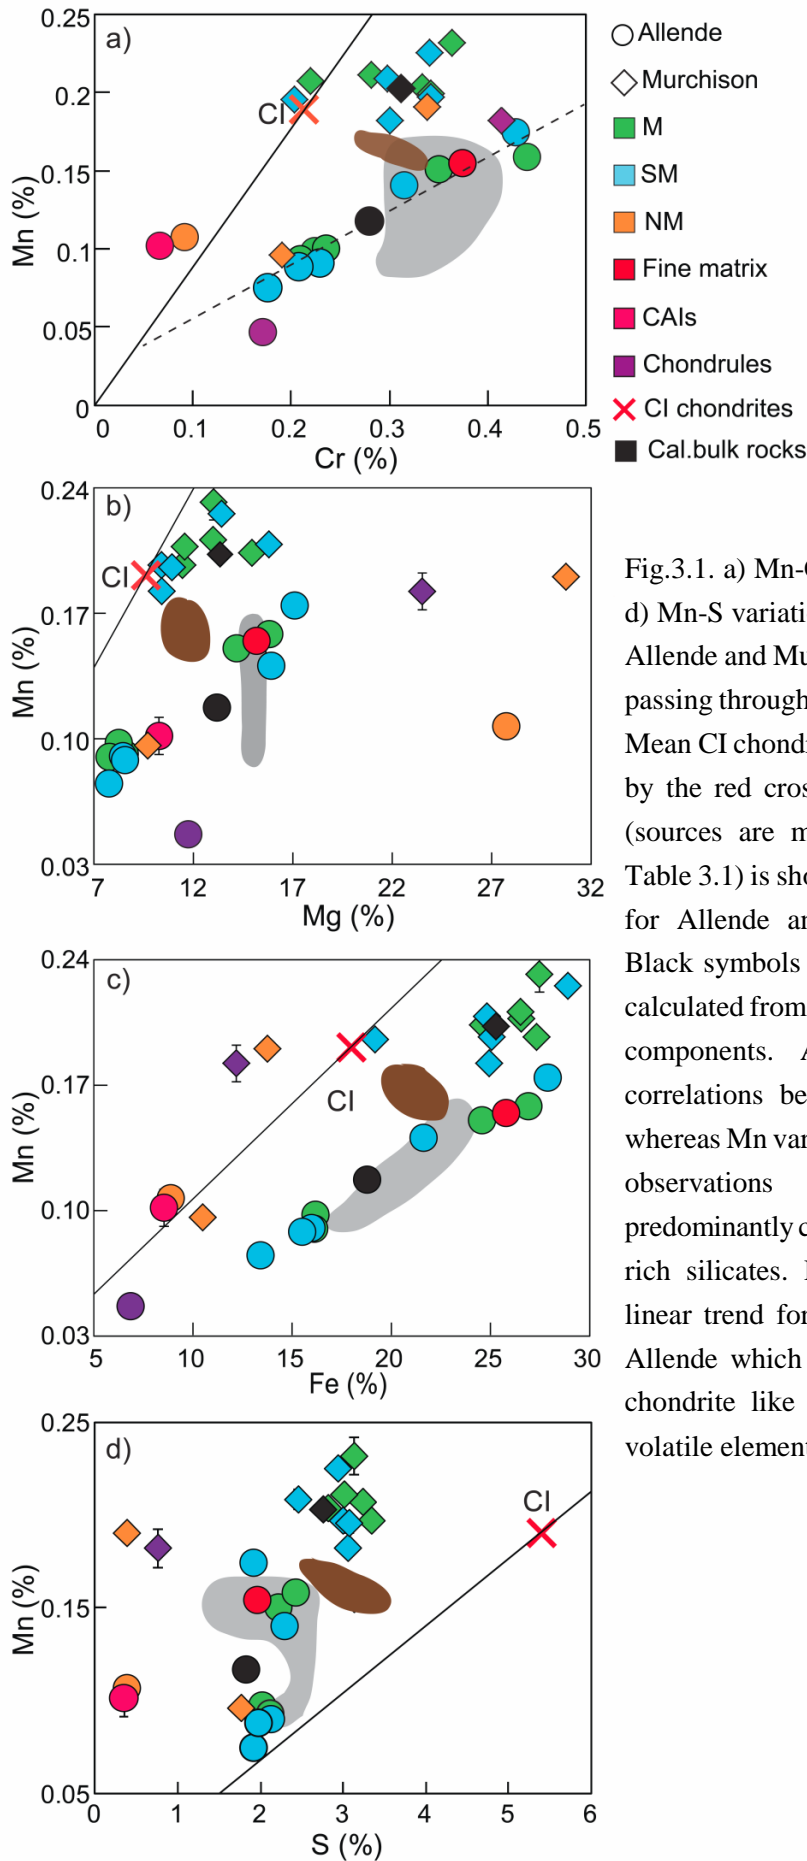 a)
0.25
0.2
0.15
0.1
0.05
0
Mn (%)
CI
0 0.1 0.2 0.3 0.4 0.5
Cr (%)
Allende
Murchison
M
SM
NM
Fine matrix
CAIs
Chondrules
CI chondrites
Cal.bulk rocks
b)
0.24
0.17
0.10
0.03
Mn (%)
CI
7 12 17 22 27 32
Mg (%)
c)
0.24
0.17
0.10
0.03
Mn (%)
CI
5 10 15 20 25 30
Fe (%)
d)
0.25
0.15
0.05
Mn (%)
CI
0 1 2 3 4 5 6
S (%)
Fig.3.1. a) Mn-
d) Mn-S variati
Allende and Mu
passing through
Mean CI chondr
by the red cros
(sources are m
Table 3.1) is sho
for Allende an
Black symbols
calculated from
components. A
correlations be
whereas Mn var
observations
predominantly c
rich silicates.
linear trend for
Allende which
chondrite like
volatile element